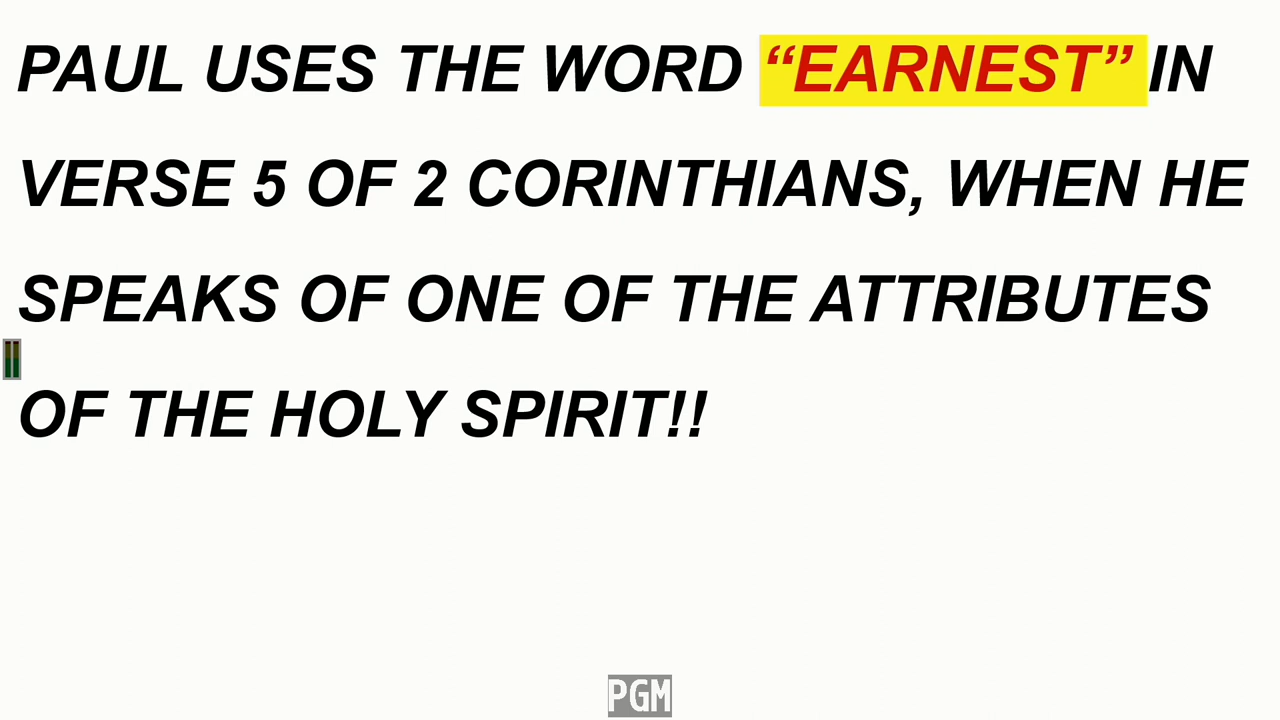 PAUL USES THE WORD “EARNEST” IN
VERSE 5 OF 2 CORINTHIANS, WHEN HE
SPEAKS OF ONE OF THE ATTRIBUTES
OF THE HOLY SPIRIT!!
PGM